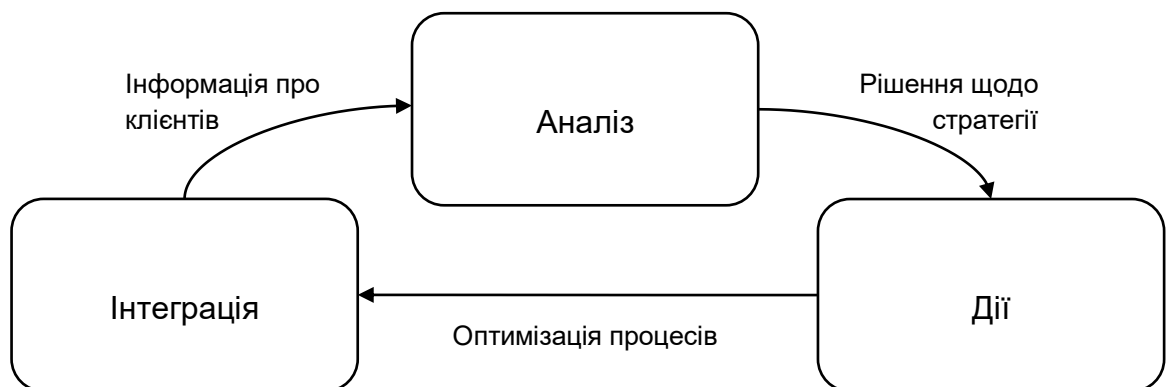 Інформація про
клієнтів
Аналіз
Рішення щодо
стратегії
Інтеграція
Дії
Оптимізація процесів